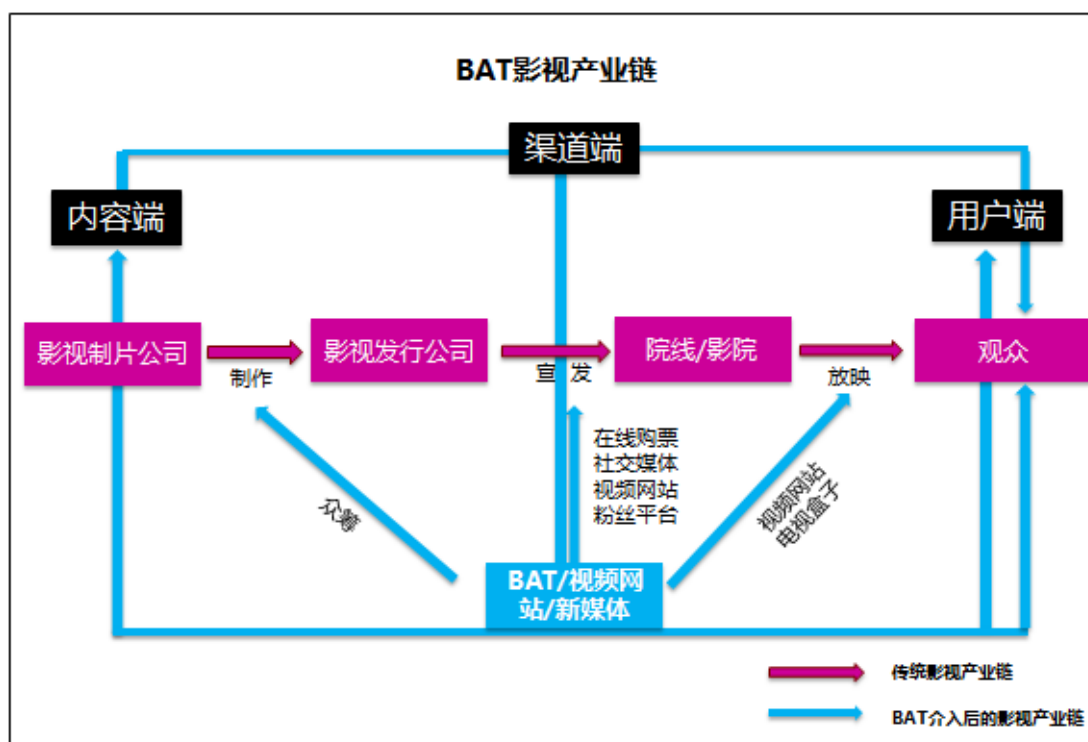 BAT影视产业链
渠道端
内容端
用户端
影视制片公司
影视发行公司
院线/影院
观众
制作
宣 发
放映
在线购票
社交媒体
视频网站
粉丝平台
众筹
视频网站
电视盒子
BAT/视频网
站/新媒体
传统影视产业链
BAT介入后的影视产业链